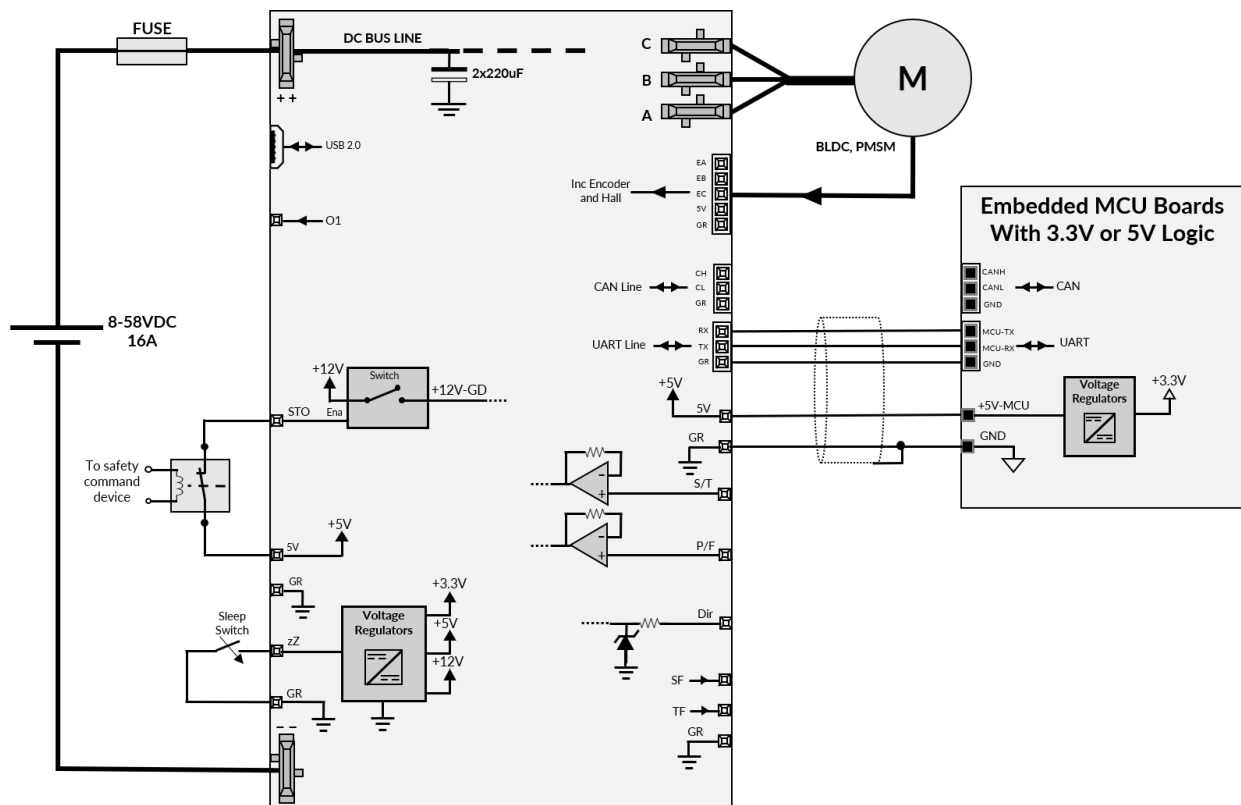 FUSE
DC BUS LINE
2x220uF
+ +
C
B
A
M
BLDC, PMSM
USB 2.0
O1
Inc Encoder
and Hall
EA
EB
EC
5V
GR
Embedded MCU Boards
With 3.3V or 5V Logic
CAN Line
CH
CL
GR
CANH
CANL
GND
CAN
UART Line
RX
TX
GR
MCU-TX
MCU-RX
GND
UART
8-58VDC
16A
+12V
Switch
+12V-GD
STO
Ena
+5V
5V
GR
+5V-MCU
GND
Voltage
Regulators
+3.3V
To safety
command
device
-
+
S/T
-
+
P/F
5V
+5V
GR
Sleep
Switch
zZ
GR
Voltage
Regulators
+3.3V
+5V
+12V
Dir
SF
TF
GR
- -